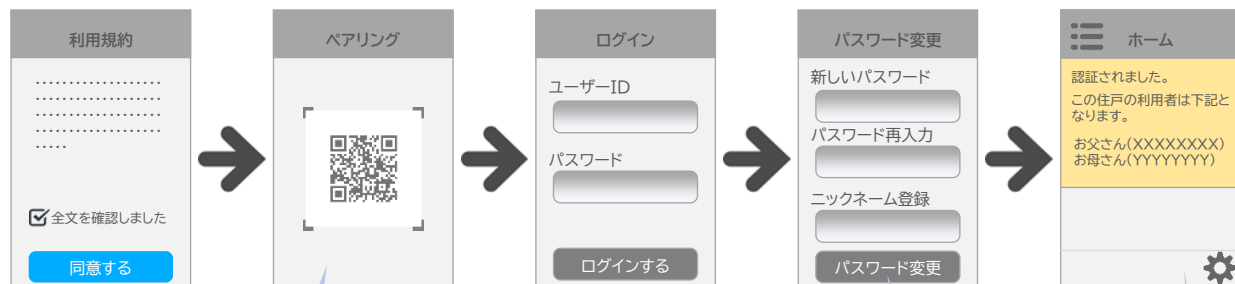 利用規約
全文を確認しました
同意する
ペアリング
ログイン
ユーザーID
パスワード
ログインする
パスワード変更
新しいパスワード
パスワード再入力
ニックネーム登録
パスワード変更
ホーム
認証されました。
この住戸の利用者は下記と
なります。
お父さん(XXXXXXXX)
お母さん(YYYYYYYY)